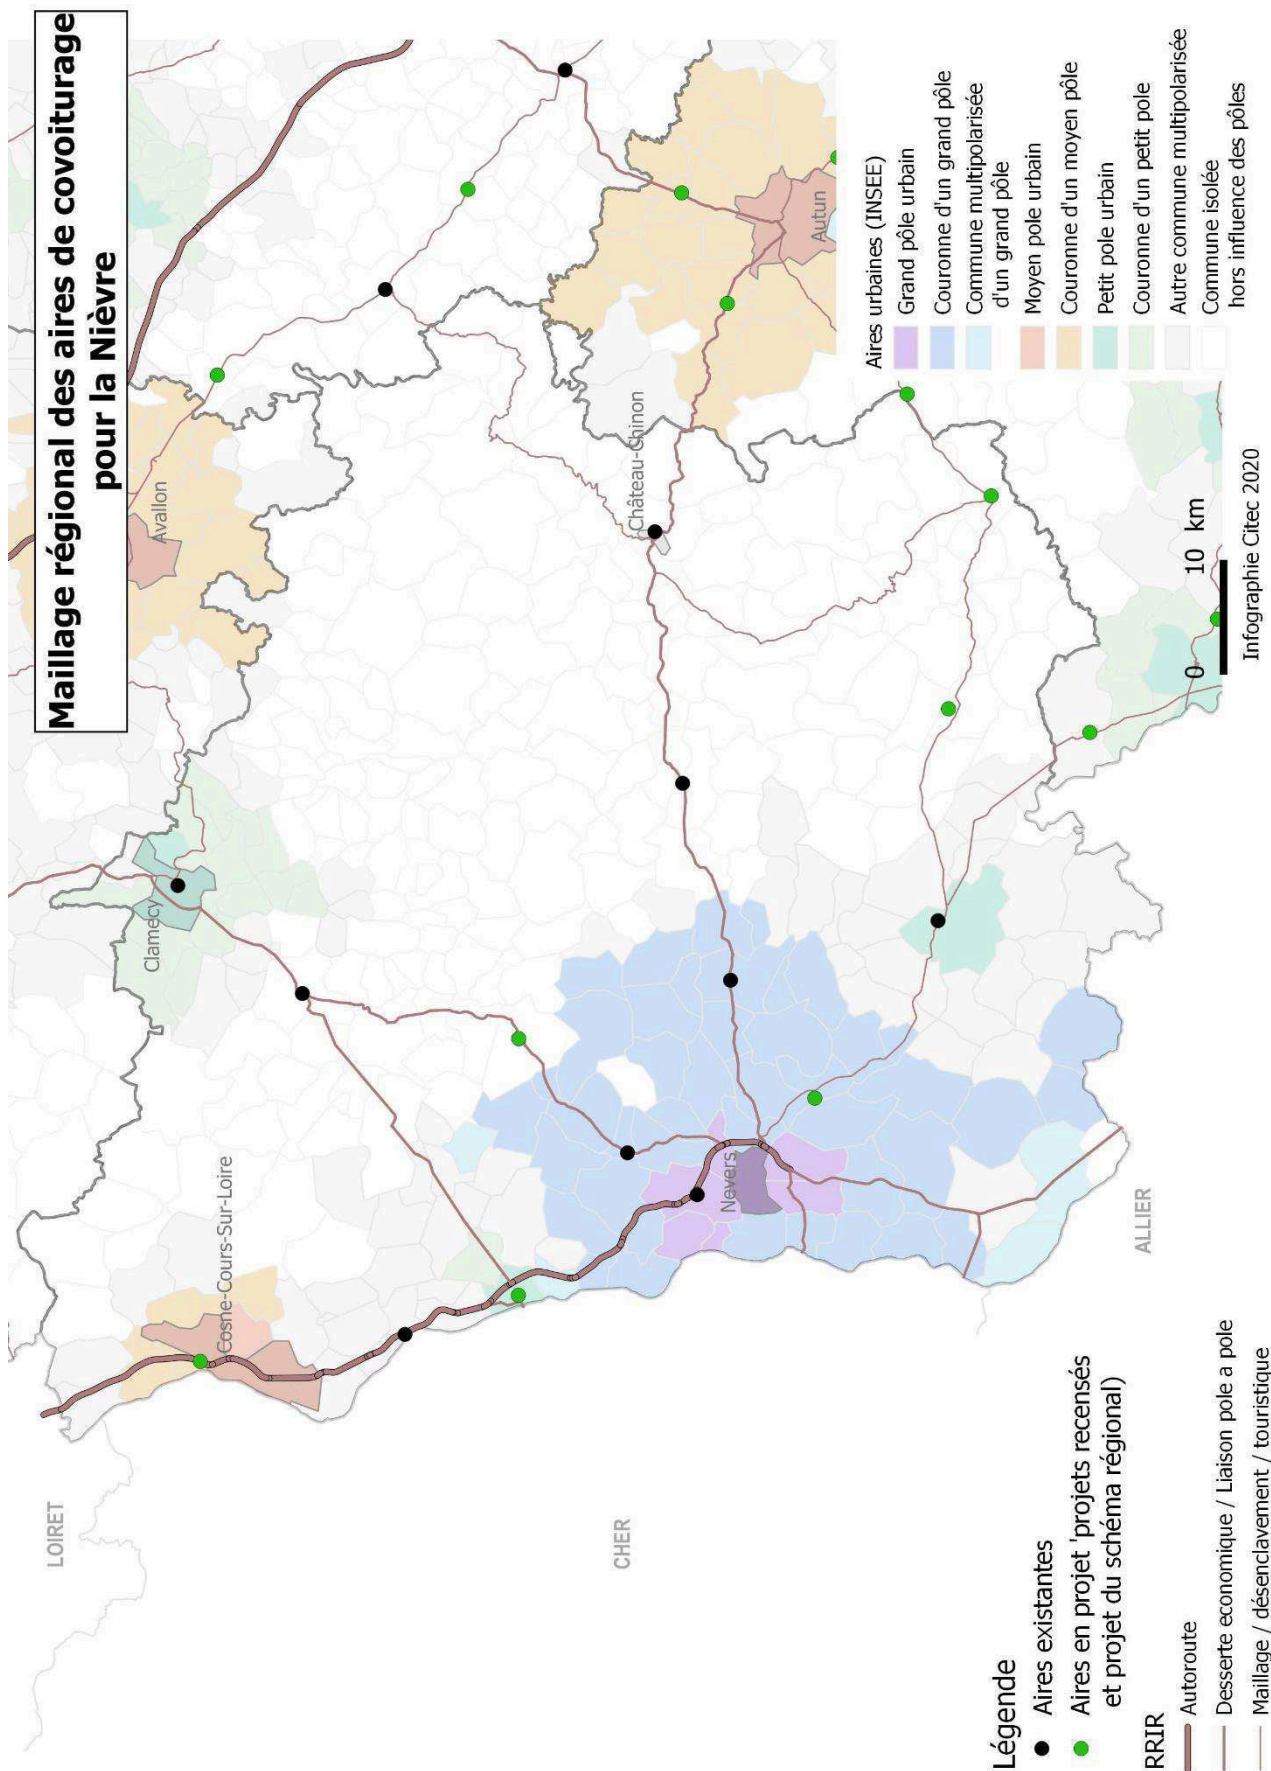 Maillage régional des aires de covoiturage
pour la Nièvre
LOIRET
CHER
ALLIER
Cosne-Cours-Sur-Loire
Clamecy
Avallon
Nevers
Château-Chinon
Autun
Légende
Aires existantes
Aires en projet 'projets recensés
et projet du schéma régional)
RRIR
Autoroute
Desserte economique / Liaison pole a pole
Maillage / désenclavement / touristique
Aires urbaines (INSEE)
Grand pôle urbain
Couronne d'un grand pôle
Commune multipolarisée
d'un grand pôle
Moyen pole urbain
Couronne d'un moyen pôle
Petit pole urbain
Couronne d'un petit pole
Autre commune multipolarisée
Commune isolée
hors influence des pôles
0 10 km
Infographie Citec 2020